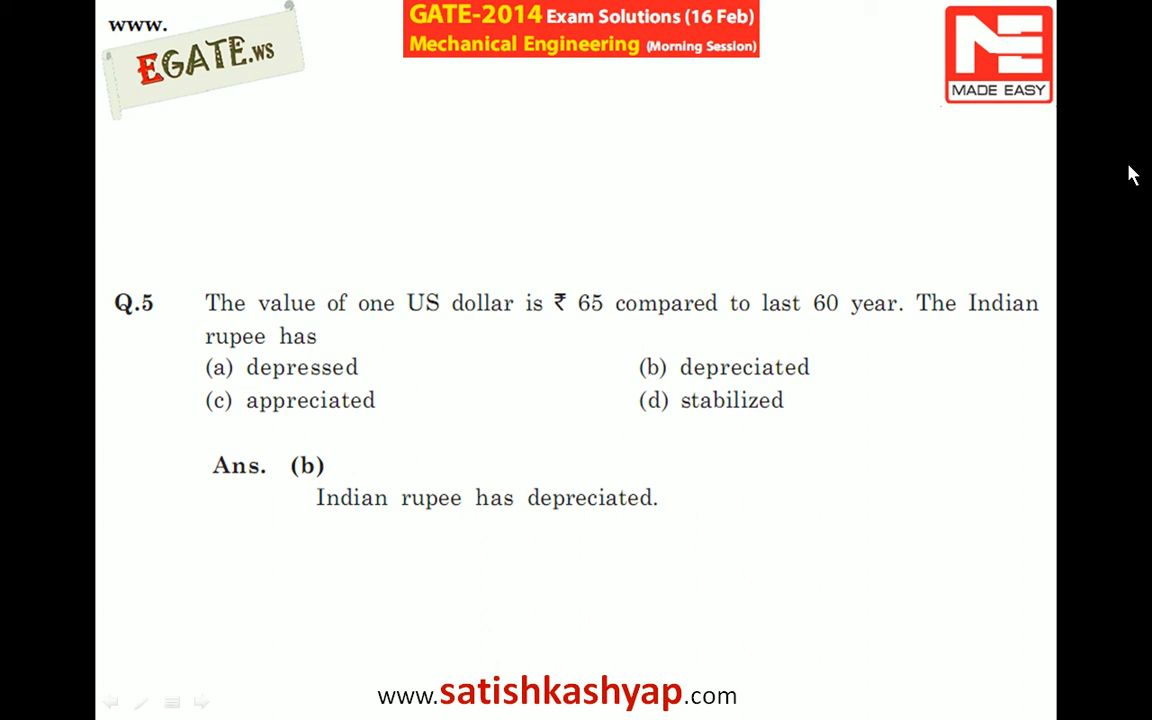 www.
EGATE.ws
GATE-2014 Exam Solutions (16 Feb)
Mechanical Engineering (Morning Session)
ME
MADE EASY
Q.5 The value of one US dollar is ₹ 65 compared to last 60 year. The Indian
rupee has
(a) depressed (b) depreciated
(c) appreciated (d) stabilized
Ans. (b)
Indian rupee has depreciated.
www.satishkashyap.com